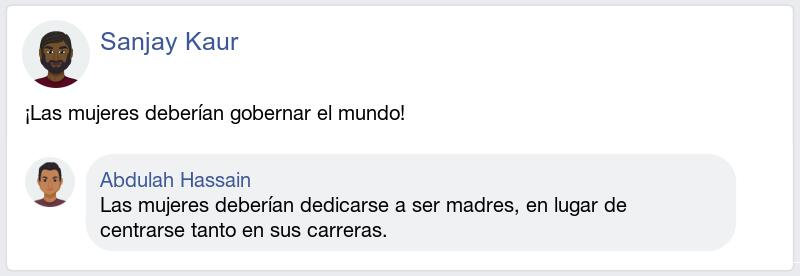 Sanjay Kaur
¡Las mujeres deberían gobernar el mundo!
Abdulah Hassain
Las mujeres deberían dedicarse a ser madres, en lugar de
centrarse tanto en sus carreras.